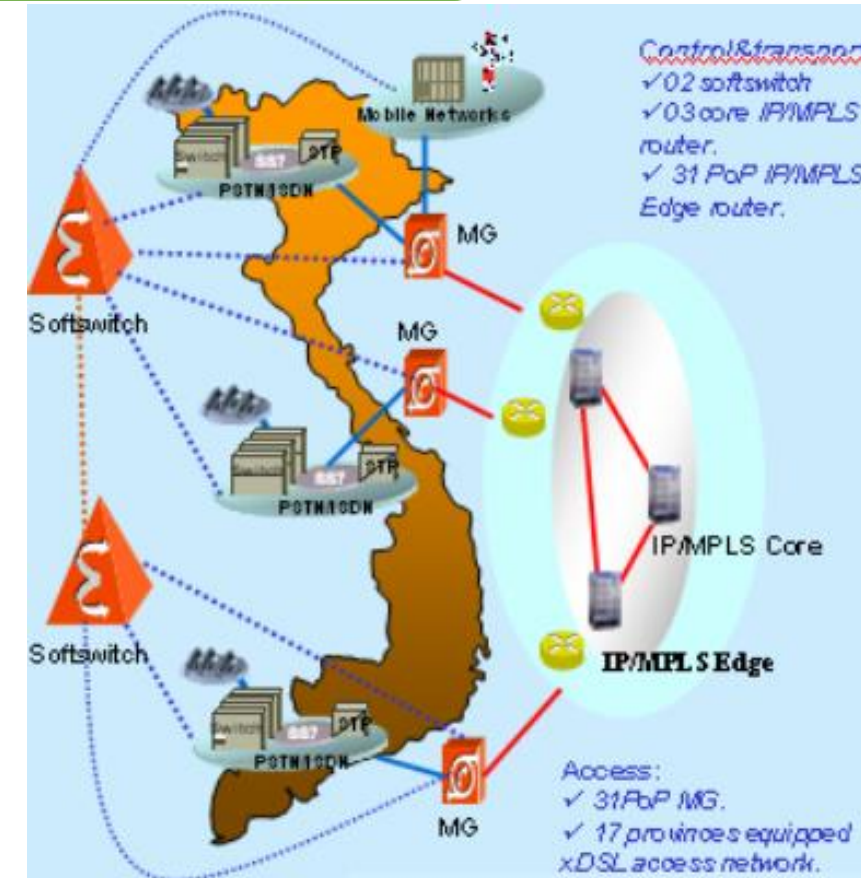 Control&transpor
✓02 softswitch
✓03 core IP/MPLS
router.
✓ 31 PoP IP/MPLS
Edge router.
Mobile Networks
Switch
SS7
STP
PSTN/ISDN
MG
Softswitch
MG
Switch
SS7
STP
PSTN/ISDN
IP/MPLS Core
Softswitch
IP/MPLS Edge
Switch
SS7
STP
PSTN/ISDN
MG
Access:
✓ 31PoP MG.
✓ 17 provinces equipped
xDSL access network.